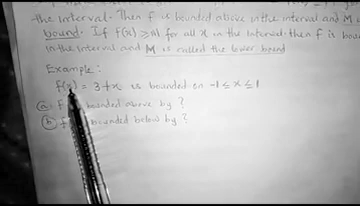 the interval. Then f is bounded above in the interval and M is
bound. If f(x) ≥ M for all x in the interval. then f is boun
in the interval and M is called the lower bound
Example:
f(x) = 3+x is bounded on -1 ≤ x ≤ 1
(a) f bounded above by ?
(b) f bounded below by ?